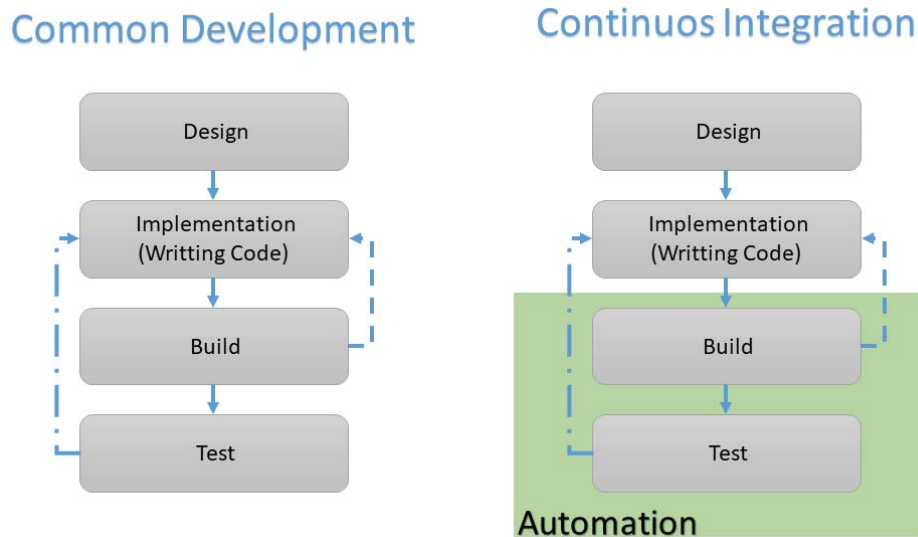 Common Development
Design
Implementation
(Writting Code)
Build
Test
Continuos Integration
Design
Implementation
(Writting Code)
Build
Test
Automation